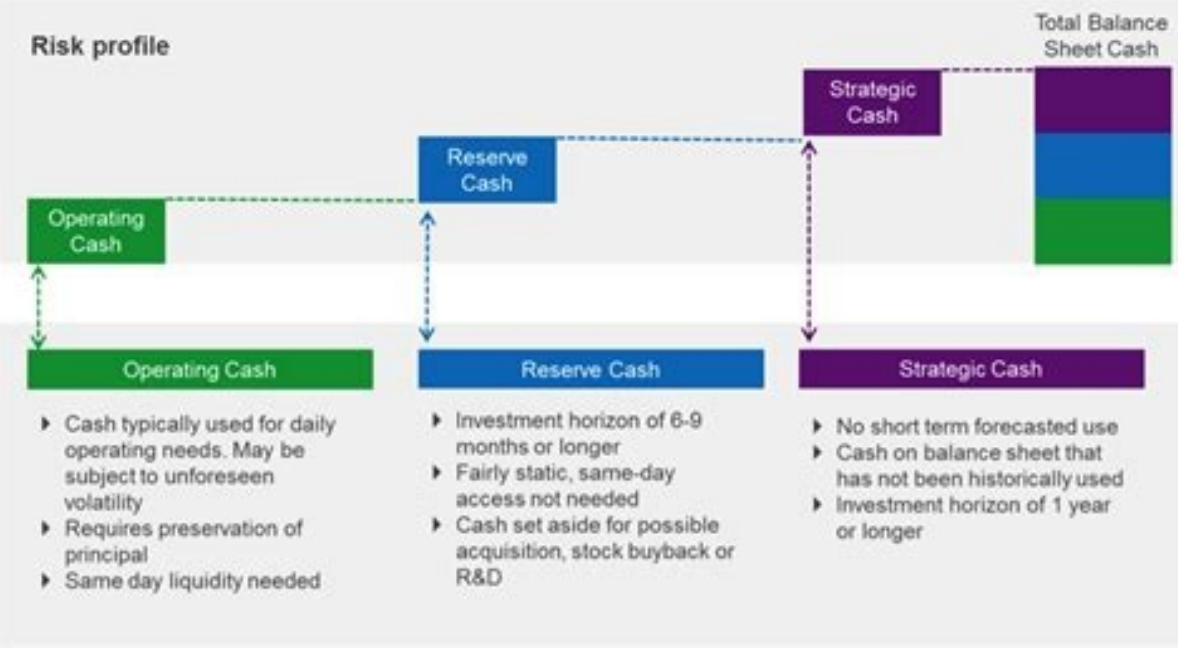 Risk profile
Total Balance
Sheet Cash
Strategic
Cash
Reserve
Cash
Operating
Cash
Operating Cash
Cash typically used for daily
operating needs. May be
subject to unforeseen
volatility
Requires preservation of
principal
Same day liquidity needed
Reserve Cash
Investment horizon of 6-9
months or longer
Fairly static, same-day
access not needed
Cash set aside for possible
acquisition, stock buyback or
R&D
Strategic Cash
No short term forecasted use
Cash on balance sheet that
has not been historically used
Investment horizon of 1 year
or longer